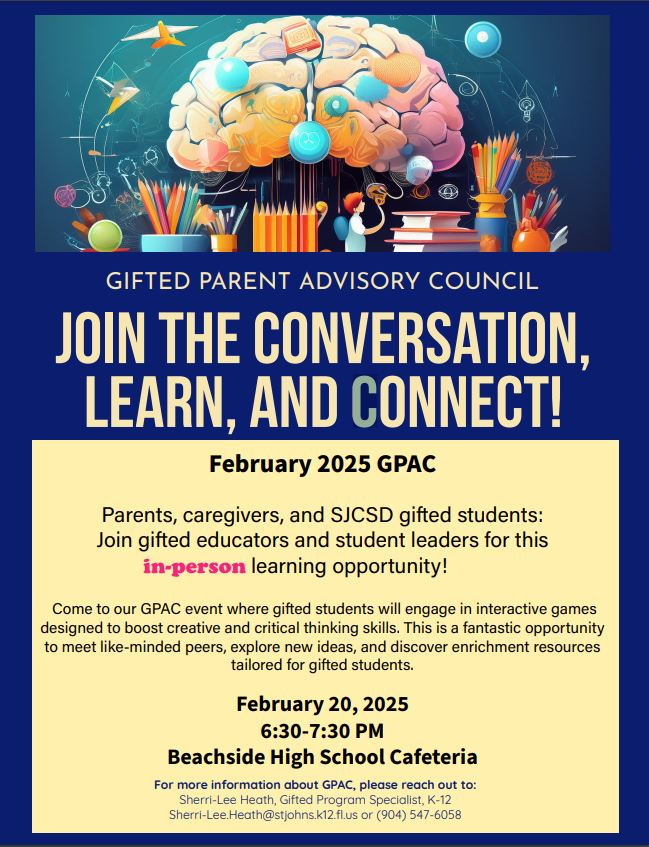 GIFTED PARENT ADVISORY COUNCIL
JOIN THE CONVERSATION,
LEARN, AND CONNECT!
February 2025 GPAC
Parents, caregivers, and SJCSD gifted students:
Join gifted educators and student leaders for this
in-person learning opportunity!
Come to our GPAC event where gifted students will engage in interactive games
designed to boost creative and critical thinking skills. This is a fantastic opportunity
to meet like-minded peers, explore new ideas, and discover enrichment resources
tailored for gifted students.
February 20, 2025
6:30-7:30 PM
Beachside High School Cafeteria
For more information about GPAC, please reach out to:
Sherri-Lee Heath, Gifted Program Specialist, K-12
Sherri-Lee.Heath@stjohns.k12.fl.us or (904) 547-6058